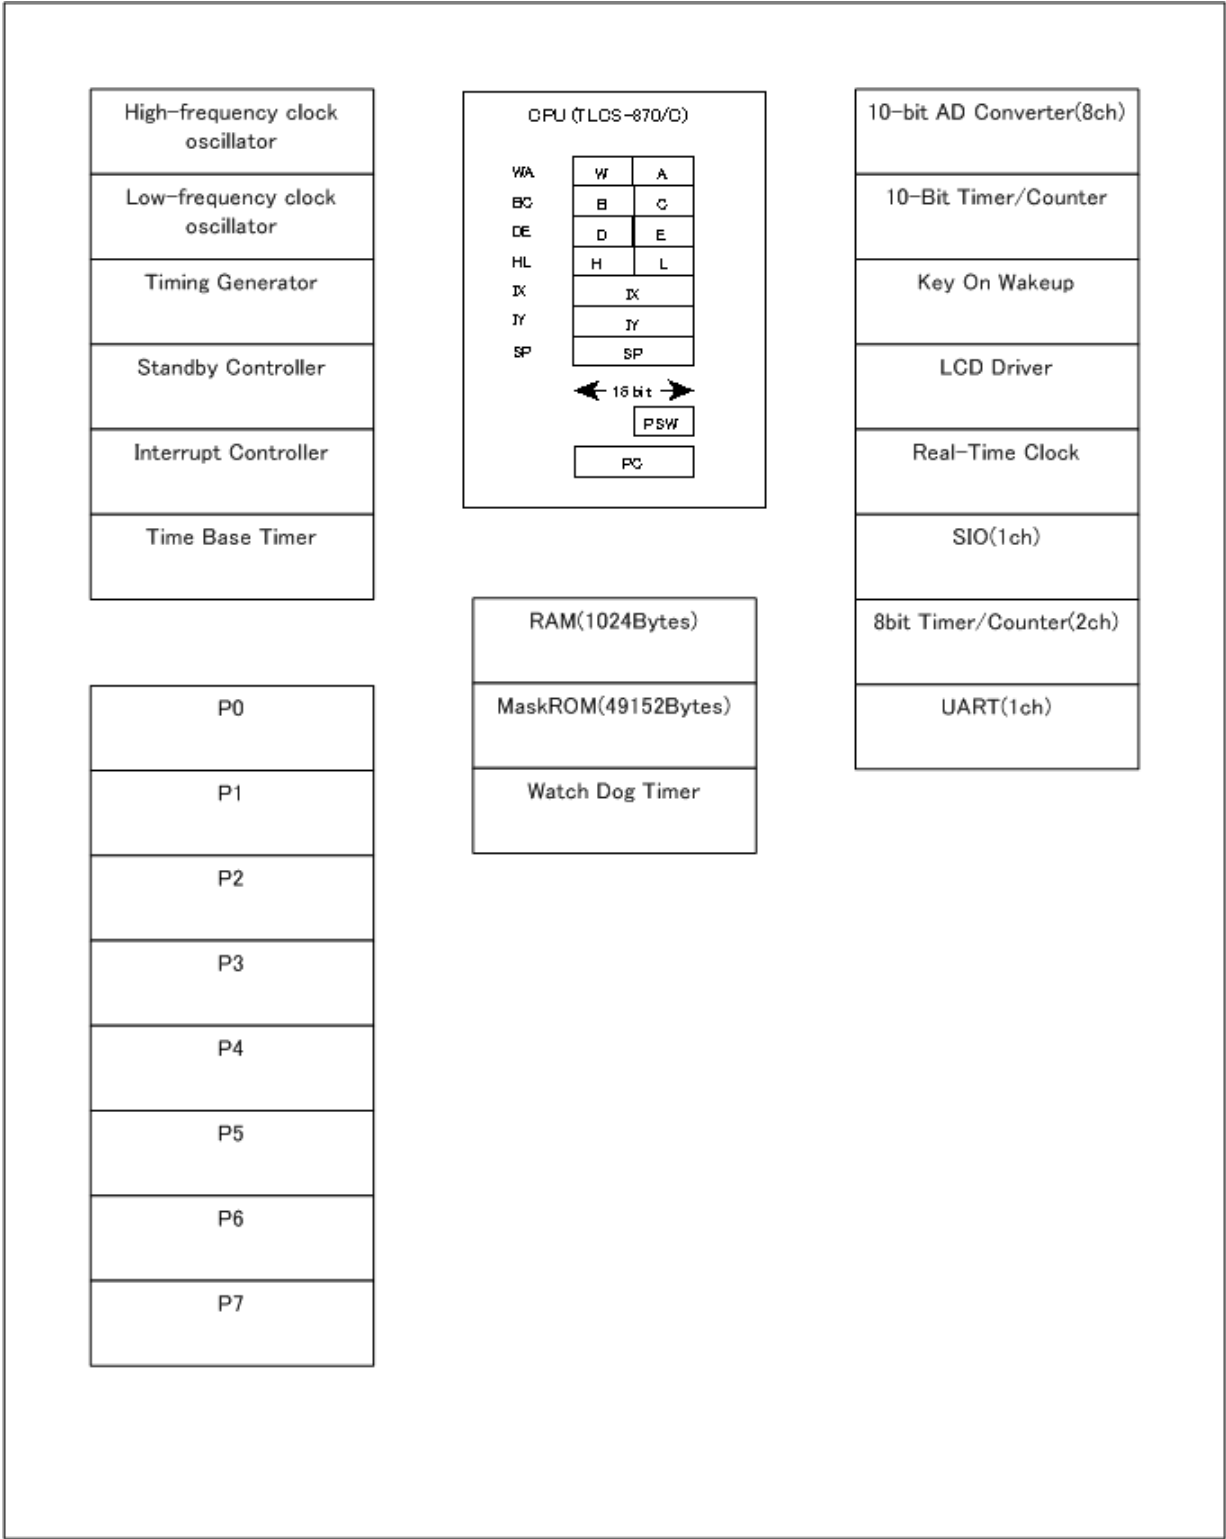 High-frequency clock
oscillator
Low-frequency clock
oscillator
Timing Generator
Standby Controller
Interrupt Controller
Time Base Timer
P0
P1
P2
P3
P4
P5
P6
P7
CPU (TLCS-870/C)
WA W A
BC B C
DE D E
HL H L
IX IX
IY IY
SP SP
16 bit
PSW
PC
RAM(1024Bytes)
MaskROM(49152Bytes)
Watch Dog Timer
10-bit AD Converter(8ch)
10-Bit Timer/Counter
Key On Wakeup
LCD Driver
Real-Time Clock
SIO(1ch)
8bit Timer/Counter(2ch)
UART(1ch)